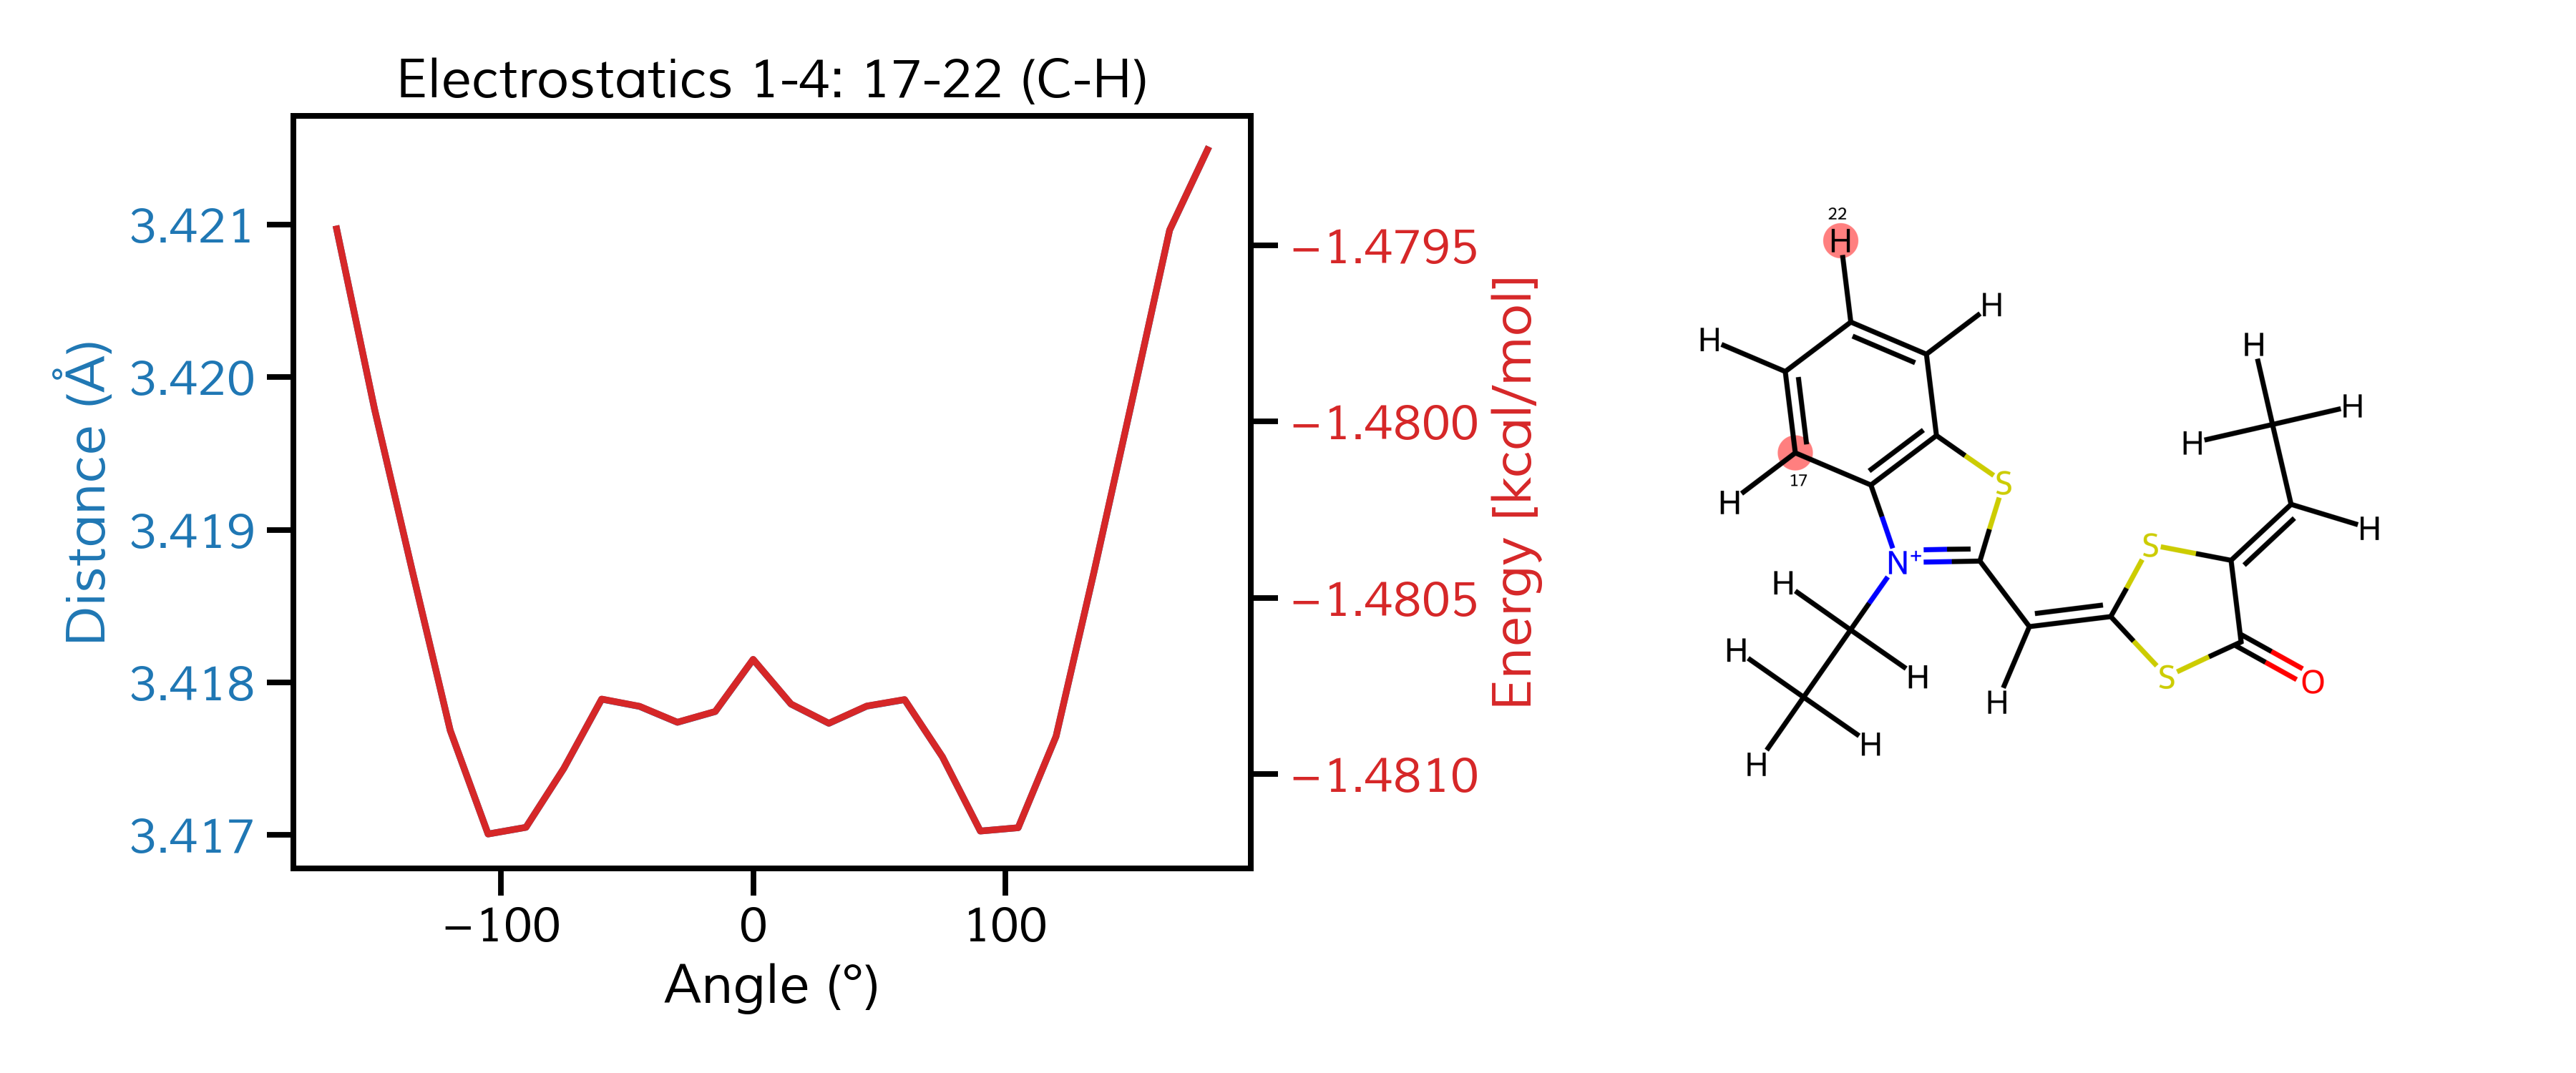 Electrostatics 1-4: 17-22 (C-H)
Distance (Å)
3.421
3.420
3.419
3.418
3.417
−100
0
100
Angle (°)
−1.4795
−1.4800
−1.4805
−1.4810
Energy [kcal/mol]
22
H
H
H
H
H
H
S
H
17
H
H
S
N+
H
H
H
S
O
H
H
H
H